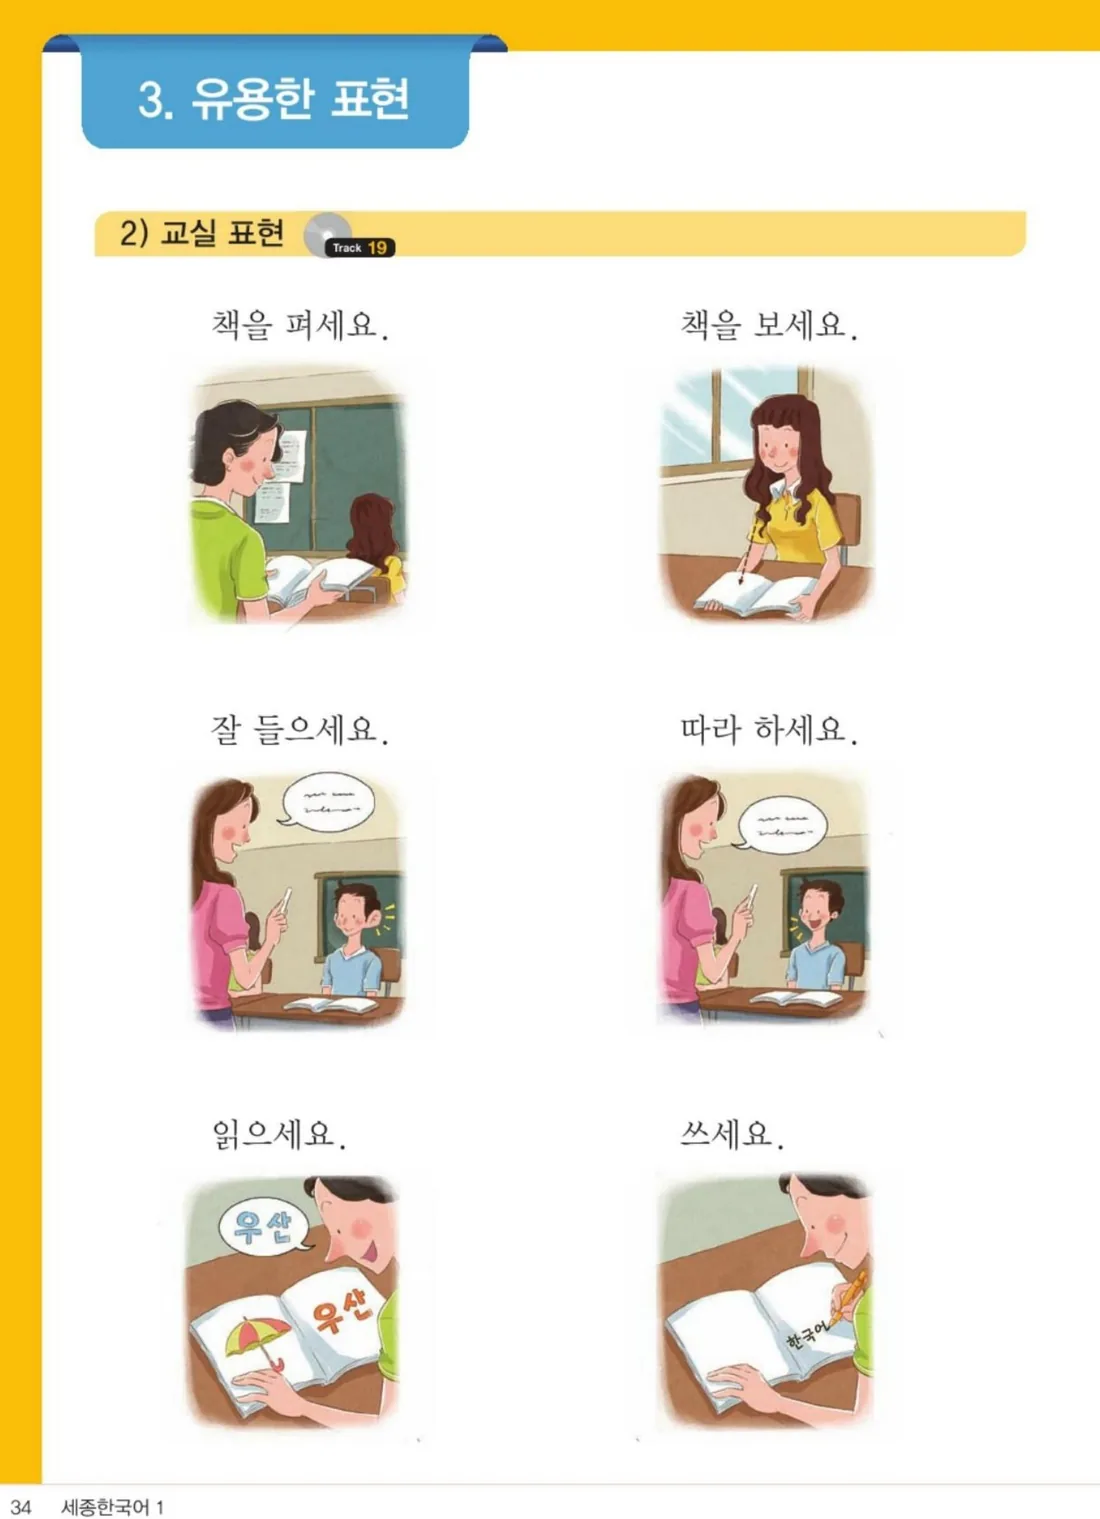 3. 유용한 표현
2) 교실 표현 Track 19
책을 펴세요. 책을 보세요.
잘 들으세요. 따라 하세요.
읽으세요. 쓰세요.
우산
우산
한국어
34 세종한국어 1